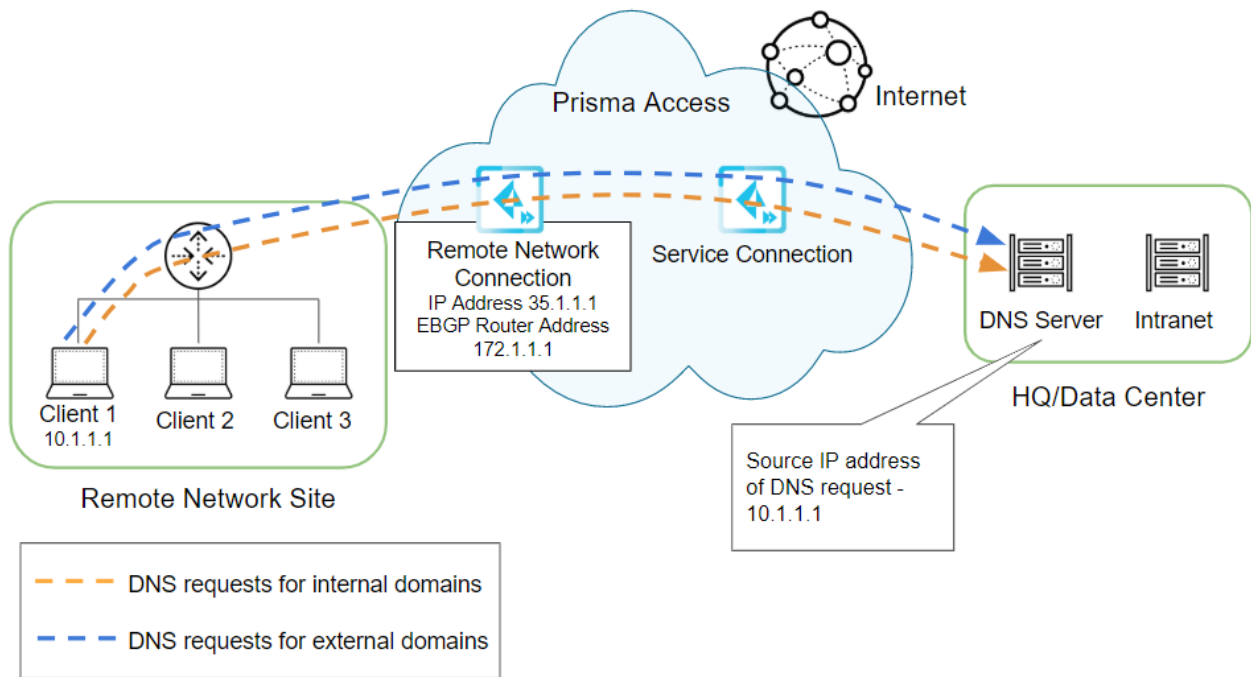 Prisma Access
Internet
Remote Network
Connection
IP Address 35.1.1.1
EBGP Router Address
172.1.1.1
Service Connection
Client 1
10.1.1.1
Client 2
Client 3
Remote Network Site
DNS Server
Intranet
HQ/Data Center
Source IP address
of DNS request -
10.1.1.1
DNS requests for internal domains
DNS requests for external domains